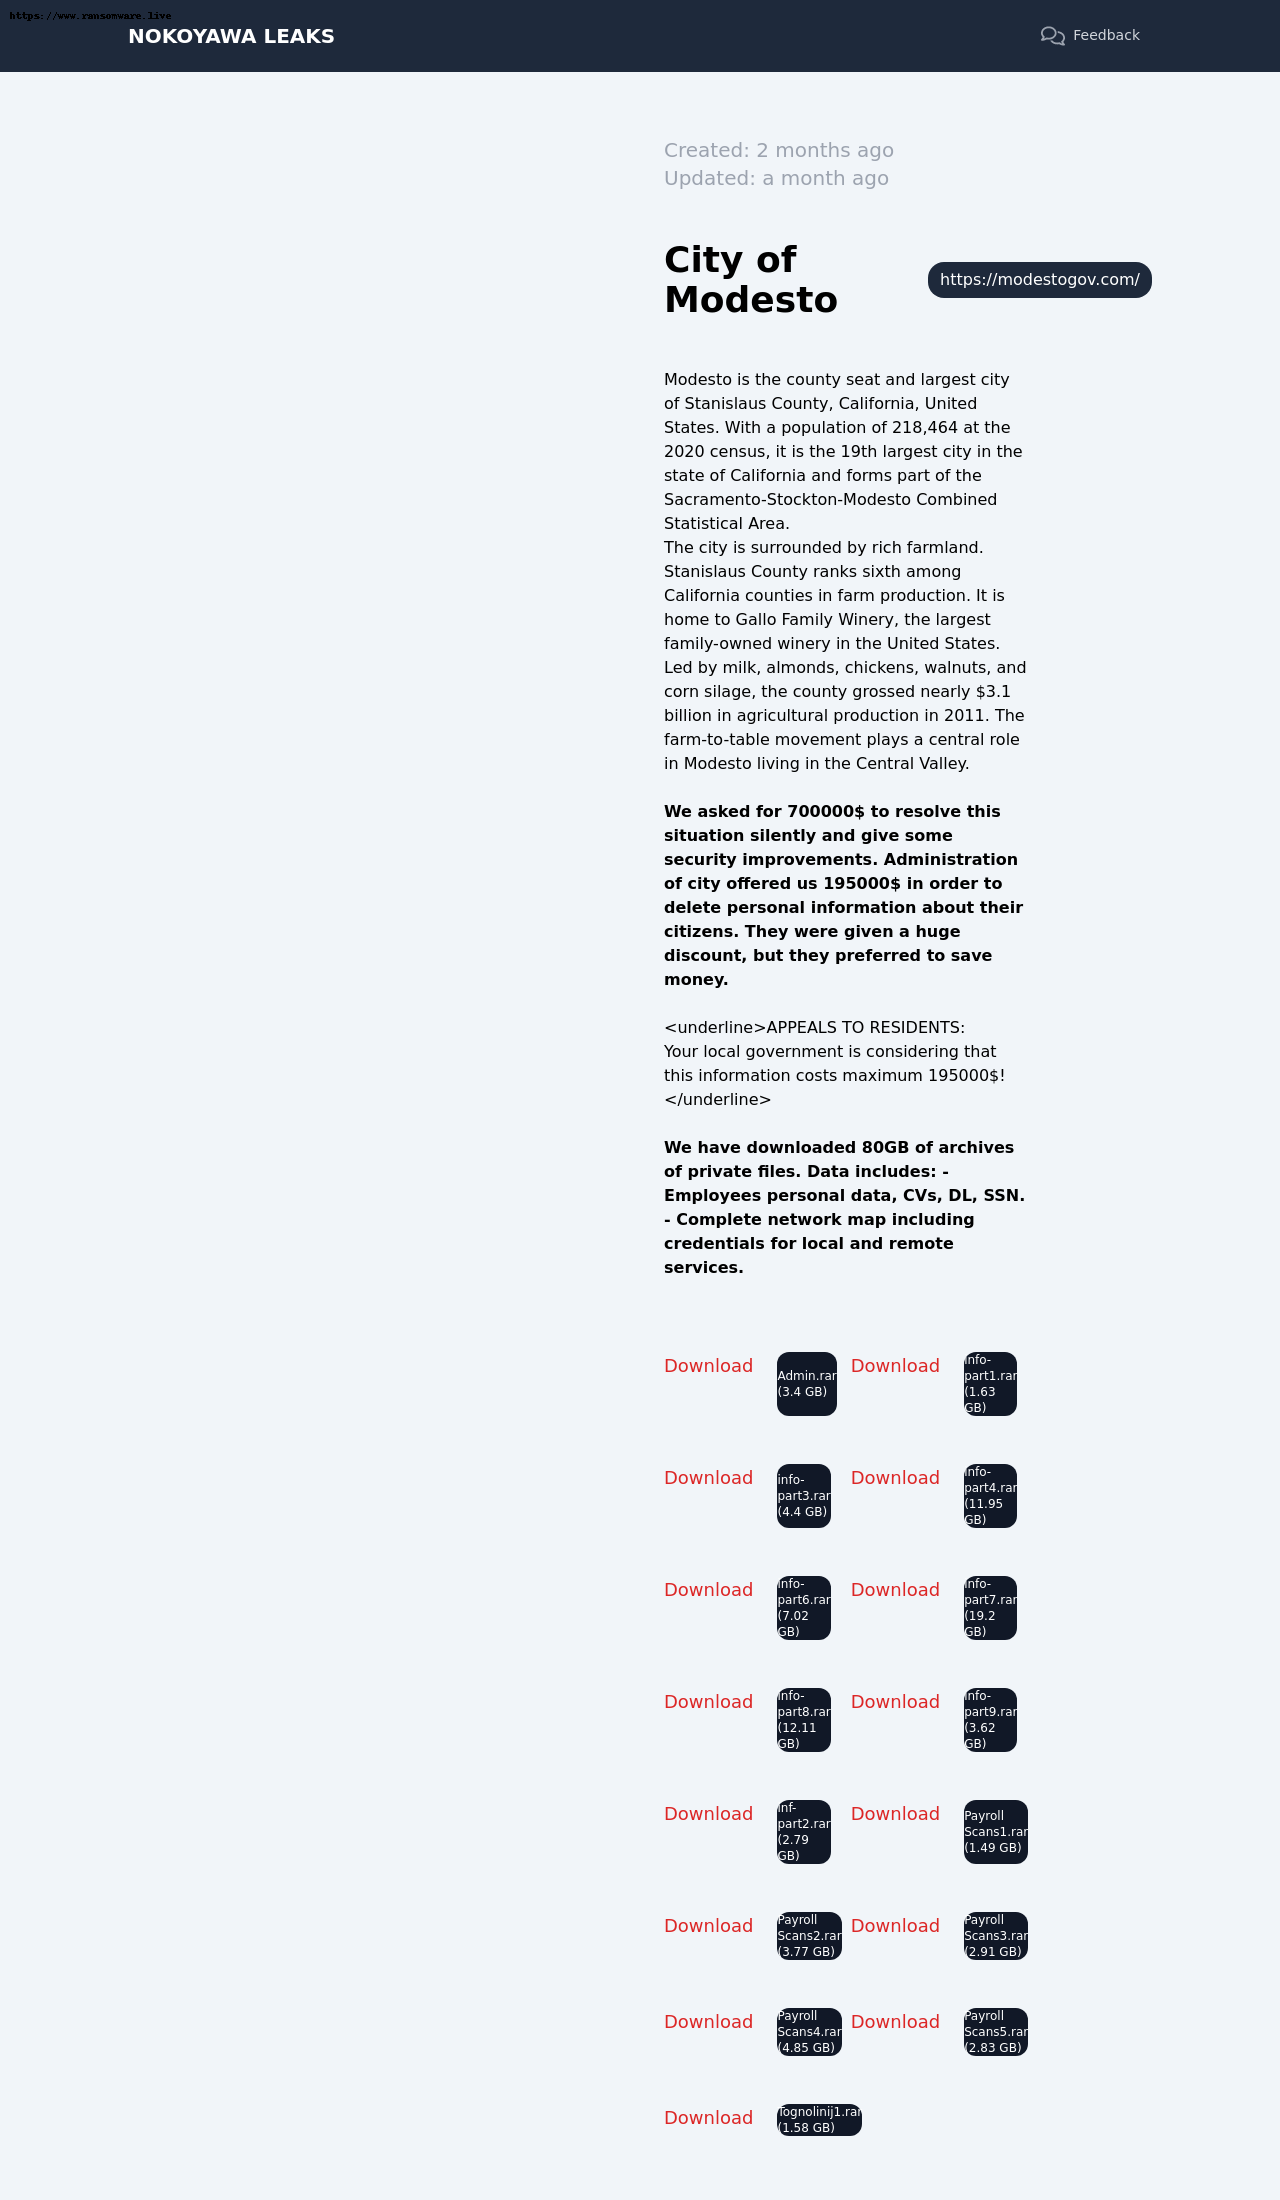 https://www.ransomware.live
NOKOYAWA LEAKS
Feedback
Created: 2 months ago
Updated: a month ago
City of
Modesto
https://modestogov.com/
Modesto is the county seat and largest city
of Stanislaus County, California, United
States. With a population of 218,464 at the
2020 census, it is the 19th largest city in the
state of California and forms part of the
Sacramento-Stockton-Modesto Combined
Statistical Area.
The city is surrounded by rich farmland.
Stanislaus County ranks sixth among
California counties in farm production. It is
home to Gallo Family Winery, the largest
family-owned winery in the United States.
Led by milk, almonds, chickens, walnuts, and
corn silage, the county grossed nearly $3.1
billion in agricultural production in 2011. The
farm-to-table movement plays a central role
in Modesto living in the Central Valley.
We asked for 700000$ to resolve this
situation silently and give some
security improvements. Administration
of city offered us 195000$ in order to
delete personal information about their
citizens. They were given a huge
discount, but they preferred to save
money.
<underline>APPEALS TO RESIDENTS:
Your local government is considering that
this information costs maximum 195000$!
</underline>
We have downloaded 80GB of archives
of private files. Data includes: -
Employees personal data, CVs, DL, SSN.
- Complete network map including
credentials for local and remote
services.
Download
Admin.rar
(3.4 GB)
Download
info-
part1.rar
(1.63
GB)
Download
info-
part3.rar
(4.4 GB)
Download
info-
part4.rar
(11.95
GB)
Download
info-
part6.rar
(7.02
GB)
Download
info-
part7.rar
(19.2
GB)
Download
info-
part8.rar
(12.11
GB)
Download
info-
part9.rar
(3.62
GB)
Download
inf-
part2.rar
(2.79
GB)
Download
Payroll
Scans1.rar
(1.49 GB)
Download
Payroll
Scans2.rar
(3.77 GB)
Download
Payroll
Scans3.rar
(2.91 GB)
Download
Payroll
Scans4.rar
(4.85 GB)
Download
Payroll
Scans5.rar
(2.83 GB)
Download
Tognolinij1.rar
(1.58 GB)